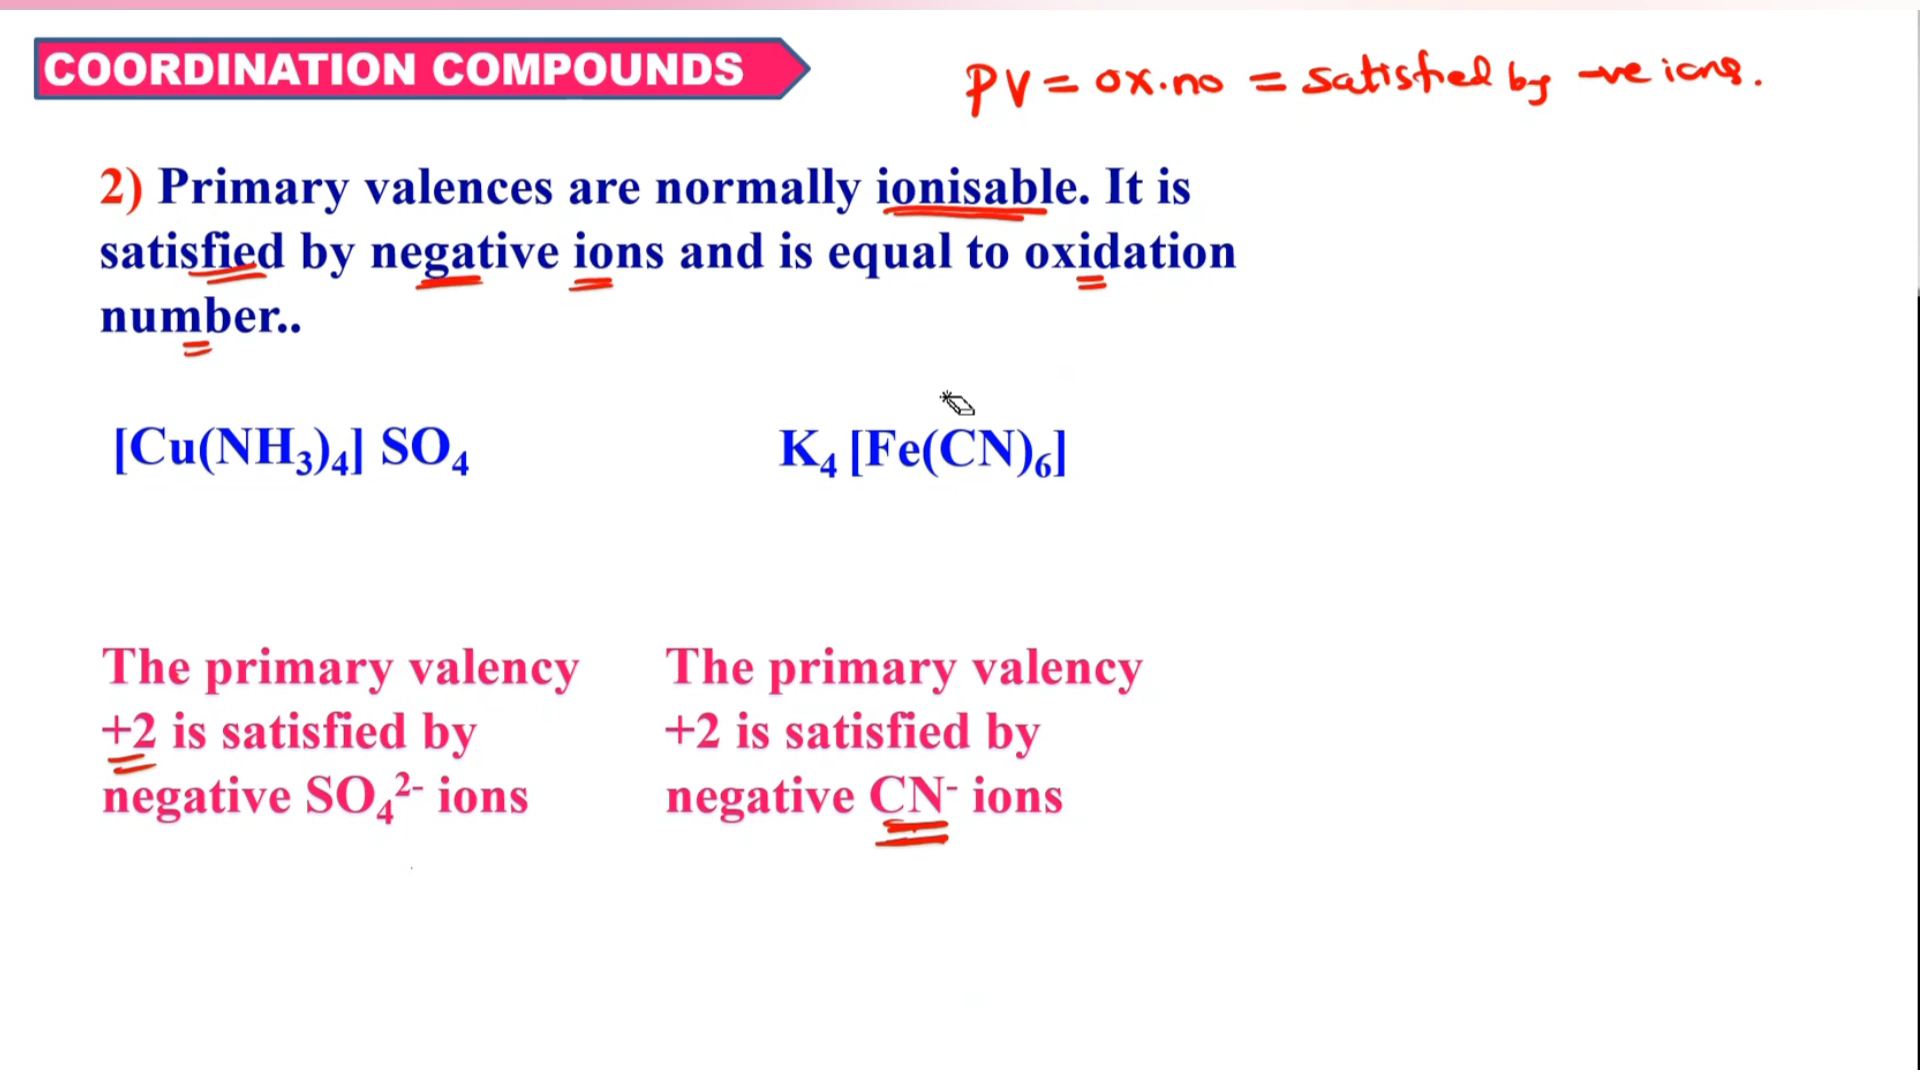 COORDINATION COMPOUNDS
PV = ox.no = satisfied by -ve ions.
2) Primary valences are normally ionisable. It is
satisfied by negative ions and is equal to oxidation
number..
[Cu(NH₃)₄] SO₄
K₄ [Fe(CN)₆]
The primary valency
+2 is satisfied by
negative SO₄²⁻ ions
The primary valency
+2 is satisfied by
negative CN⁻ ions